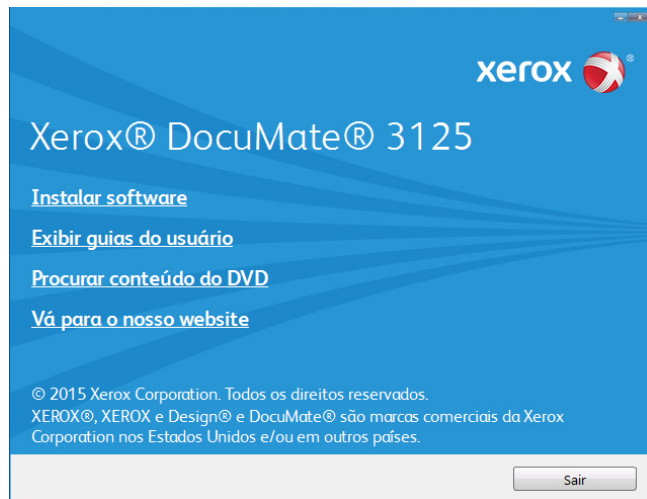 xerox ®
Xerox® DocuMate® 3125
Instalar software
Exibir guias do usuário
Procurar conteúdo do DVD
Vá para o nosso website
© 2015 Xerox Corporation. Todos os direitos reservados.
XEROX®, XEROX e Design® e DocuMate® são marcas comerciais da Xerox
Corporation nos Estados Unidos e/ou em outros países.
Sair